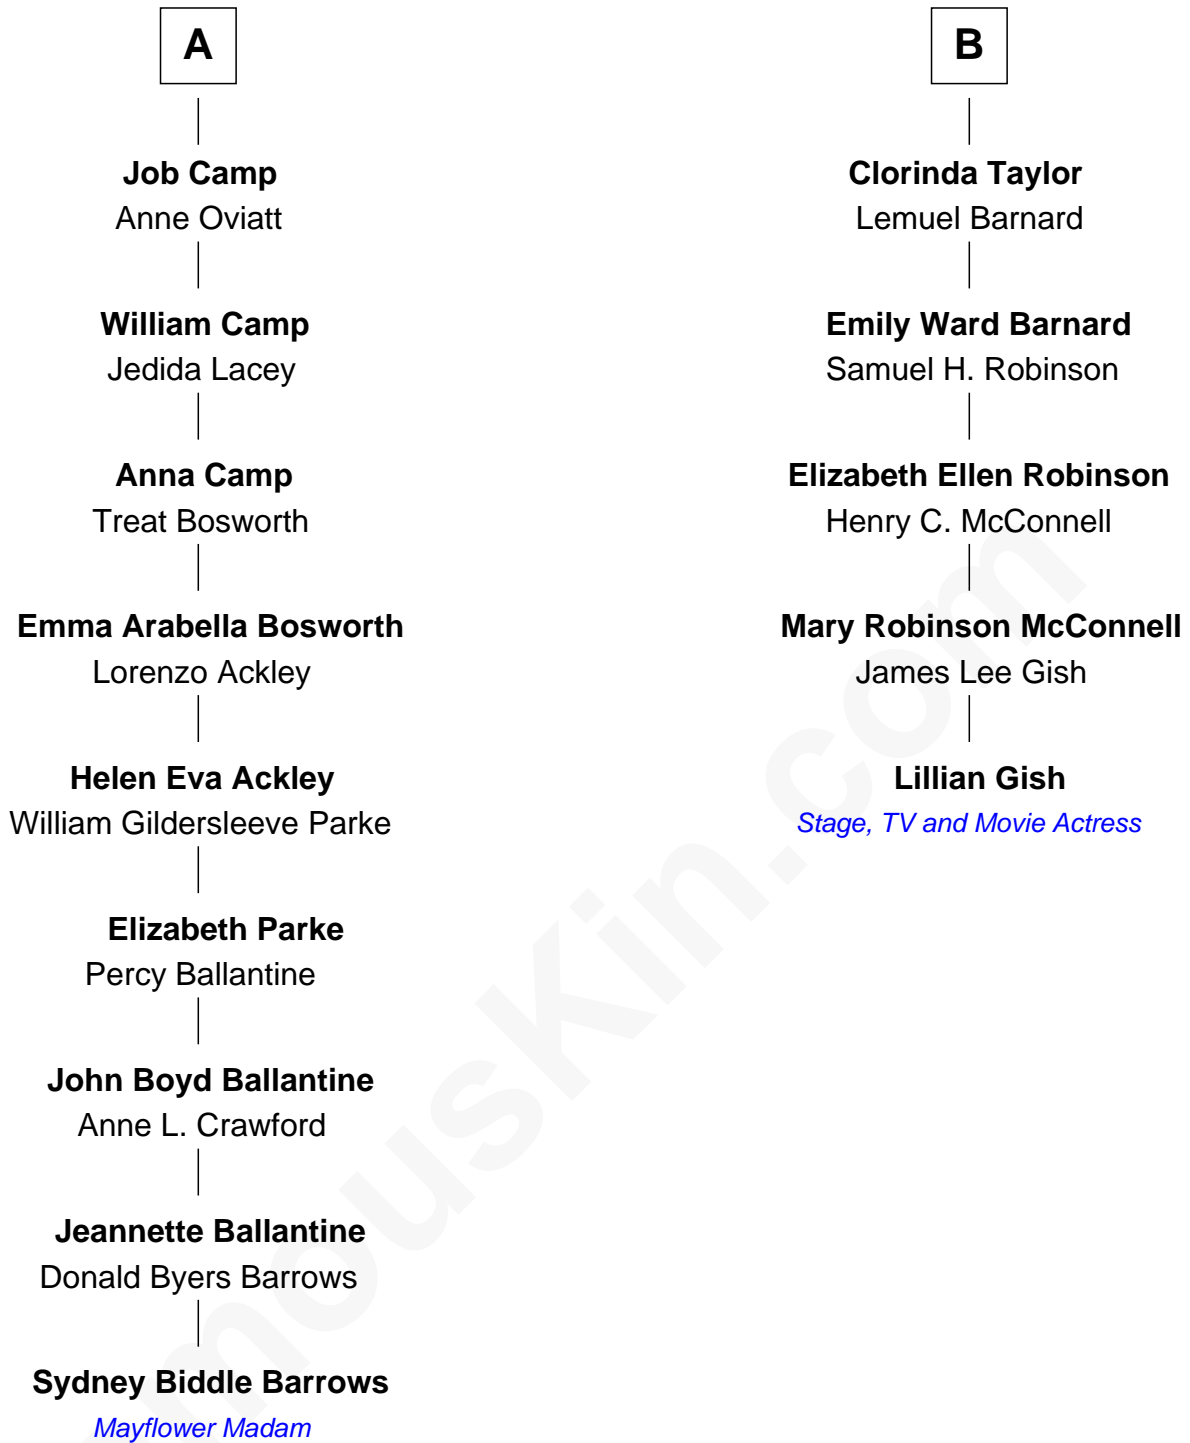 A
Job Camp
Anne Oviatt
William Camp
Jedida Lacey
Anna Camp
Treat Bosworth
Emma Arabella Bosworth
Lorenzo Ackley
Helen Eva Ackley
William Gildersleeve Parke
Elizabeth Parke
Percy Ballantine
John Boyd Ballantine
Anne L. Crawford
Jeannette Ballantine
Donald Byers Barrows
Sydney Biddle Barrows
Mayflower Madam
B
Clorinda Taylor
Lemuel Barnard
Emily Ward Barnard
Samuel H. Robinson
Elizabeth Ellen Robinson
Henry C. McConnell
Mary Robinson McConnell
James Lee Gish
Lillian Gish
Stage, TV and Movie Actress
mouskin.com